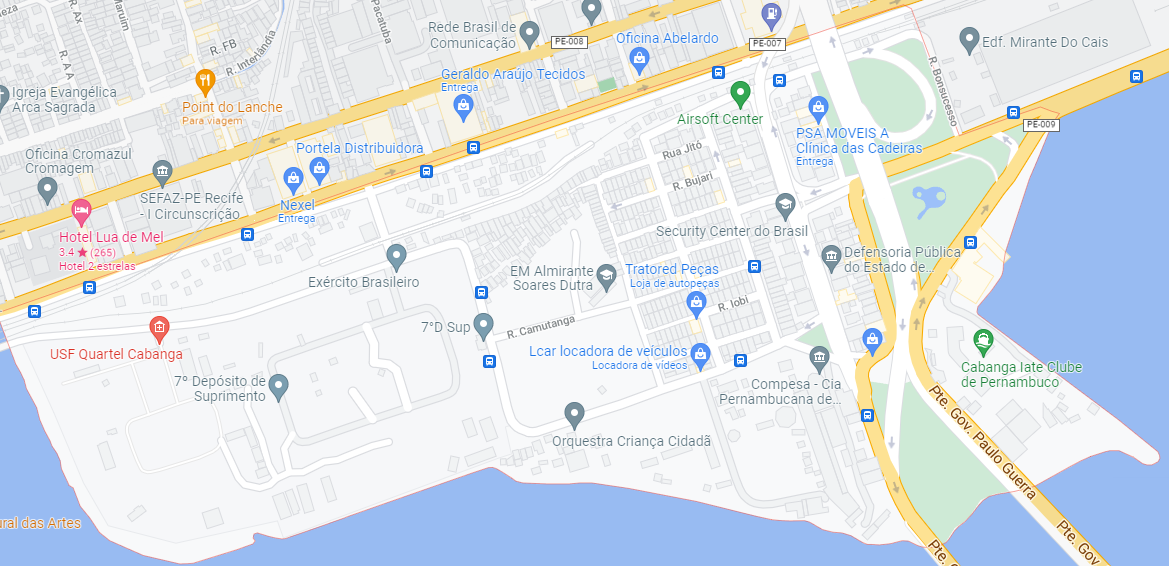 Pacatuba
R. Ax
Rua Hum
R. FB
R. Interlândia
R. A A
Rede Brasil de
Comunicação
PE-008
Oficina Abelardo
PE-007
Edf. Mirante Do Cais
R. Bonsucesso
Igreja Evangélica
Arca Sagrada
Point do Lanche
Para viagem
Geraldo Araújo Tecidos
Entrega
Airsoft Center
PSA MOVEIS A
Clínica das Cadeiras
Entrega
PE-009
Oficina Cromazul
Cromagem
Portela Distribuidora
SEFAZ-PE Recife
- I Circunscrição
Nexel
Entrega
Rua Jitó
R. Bujari
Hotel Lua de Mel
3.4 ★ (265)
Hotel 2 estrelas
Security Center do Brasil
Exército Brasileiro
EM Almirante
Soares Dutra
Tratored Peças
Loja de autopeças
Defensoria Pública
do Estado de...
R. Iobi
7°D Sup
R. Camutanga
USF Quartel Cabanga
Lcar locadora de veículos
Locadora de vídeos
Cabanga Iate Clube
de Pernambuco
7º Depósito de
Suprimento
Compesa - Cia
Pernambucana de...
Orquestra Criança Cidadã
Pte. Gov. Paulo Guerra
ural das Artes
Pte. Gov
Pte. G